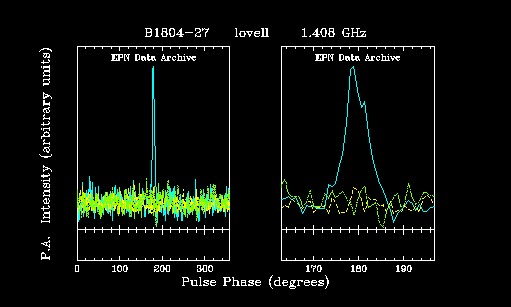 B1804-27 lovell 1.408 GHz
EPN Data Archive EPN Data Archive
P.A. Intensity (arbitrary units)
0 100 200 300 170 180 190
Pulse Phase (degrees)